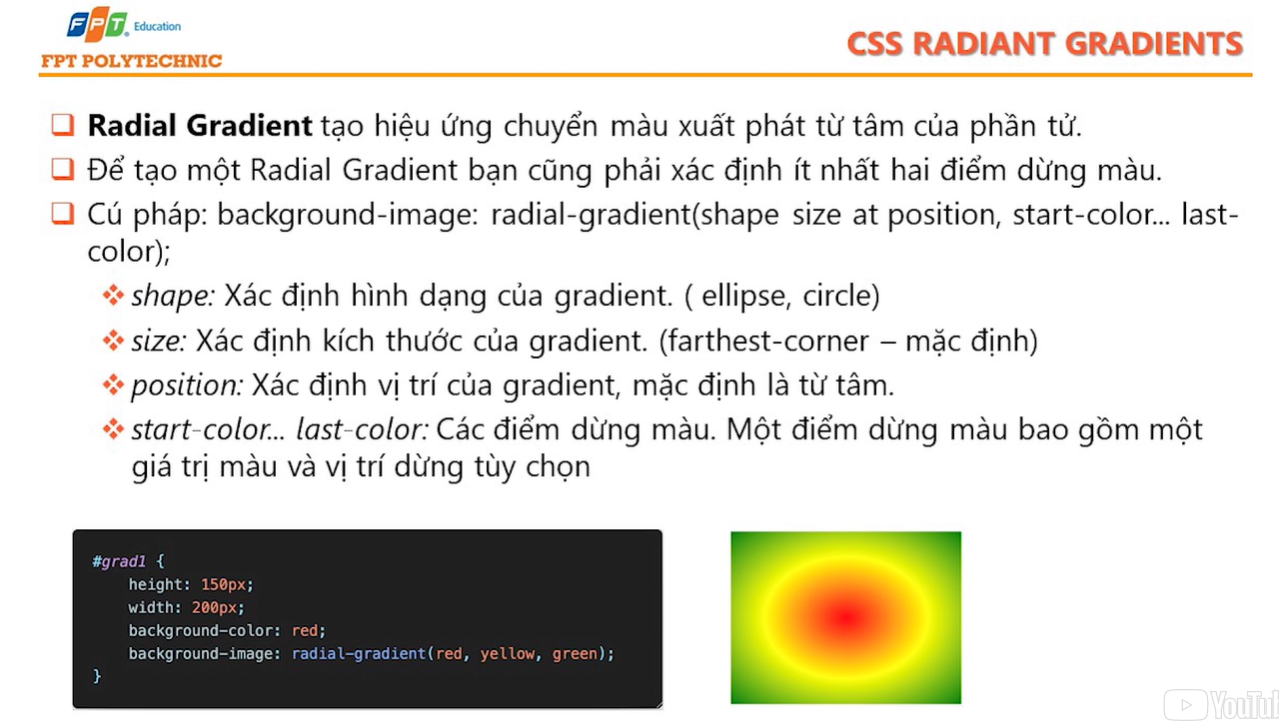 FPT Education
FPT POLYTECHNIC
CSS RADIANT GRADIENTS
Radial Gradient tạo hiệu ứng chuyển màu xuất phát từ tâm của phần tử.
Để tạo một Radial Gradient bạn cũng phải xác định ít nhất hai điểm dừng màu.
Cú pháp: background-image: radial-gradient(shape size at position, start-color... last-
color);
shape: Xác định hình dạng của gradient. ( ellipse, circle)
size: Xác định kích thước của gradient. (farthest-corner – mặc định)
position: Xác định vị trí của gradient, mặc định là từ tâm.
start-color... last-color: Các điểm dừng màu. Một điểm dừng màu bao gồm một
giá trị màu và vị trí dừng tùy chọn
#grad1 {
height: 150px;
width: 200px;
background-color: red;
background-image: radial-gradient(red, yellow, green);
}